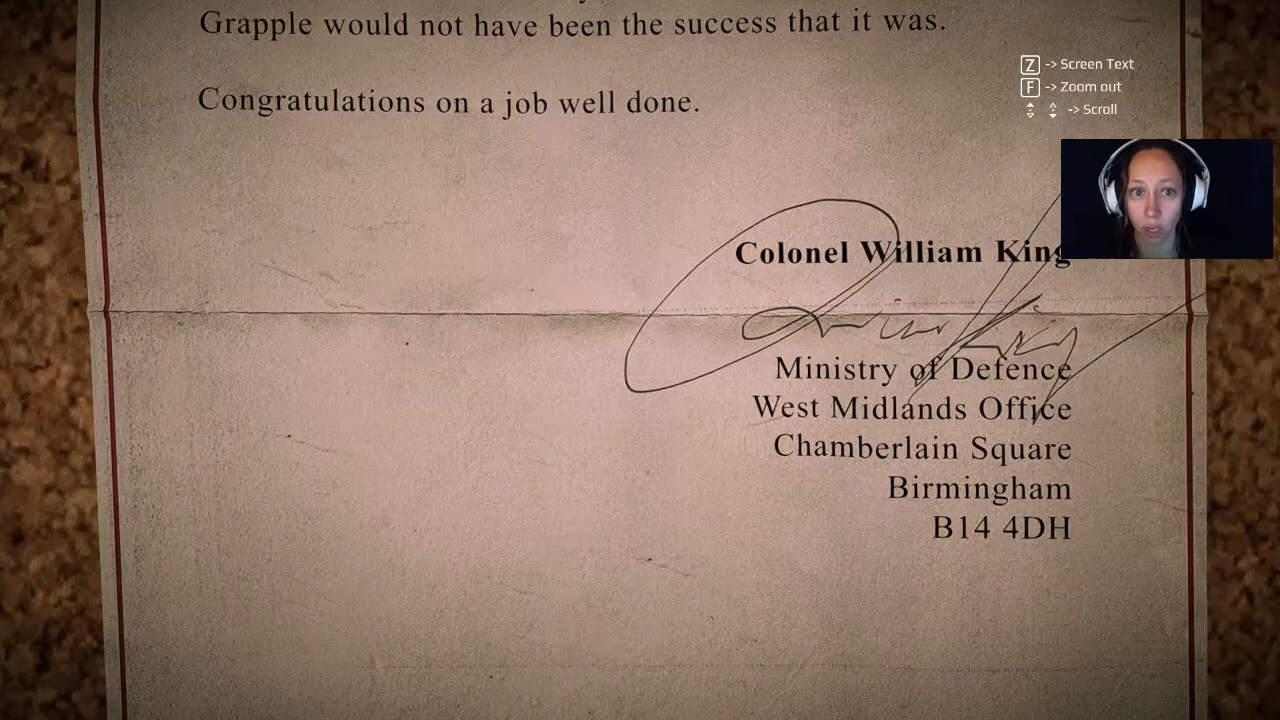 Grapple would not have been the success that it was.
Z -> Screen Text
F -> Zoom out
-> Scroll
Congratulations on a job well done.
Colonel William King
Ministry of Defence
West Midlands Office
Chamberlain Square
Birmingham
B14 4DH